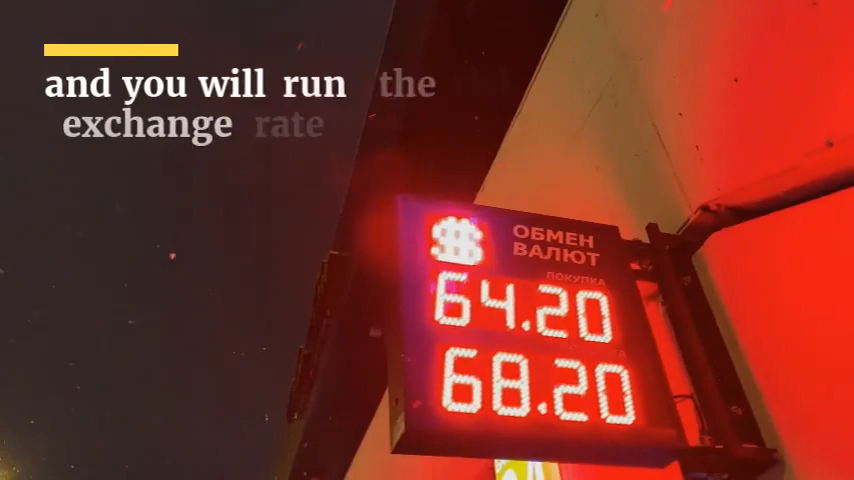 and you will run the
exchange rate
$
ОБМЕН
ВАЛЮТ
ПОКУПКА
64.20
68.20